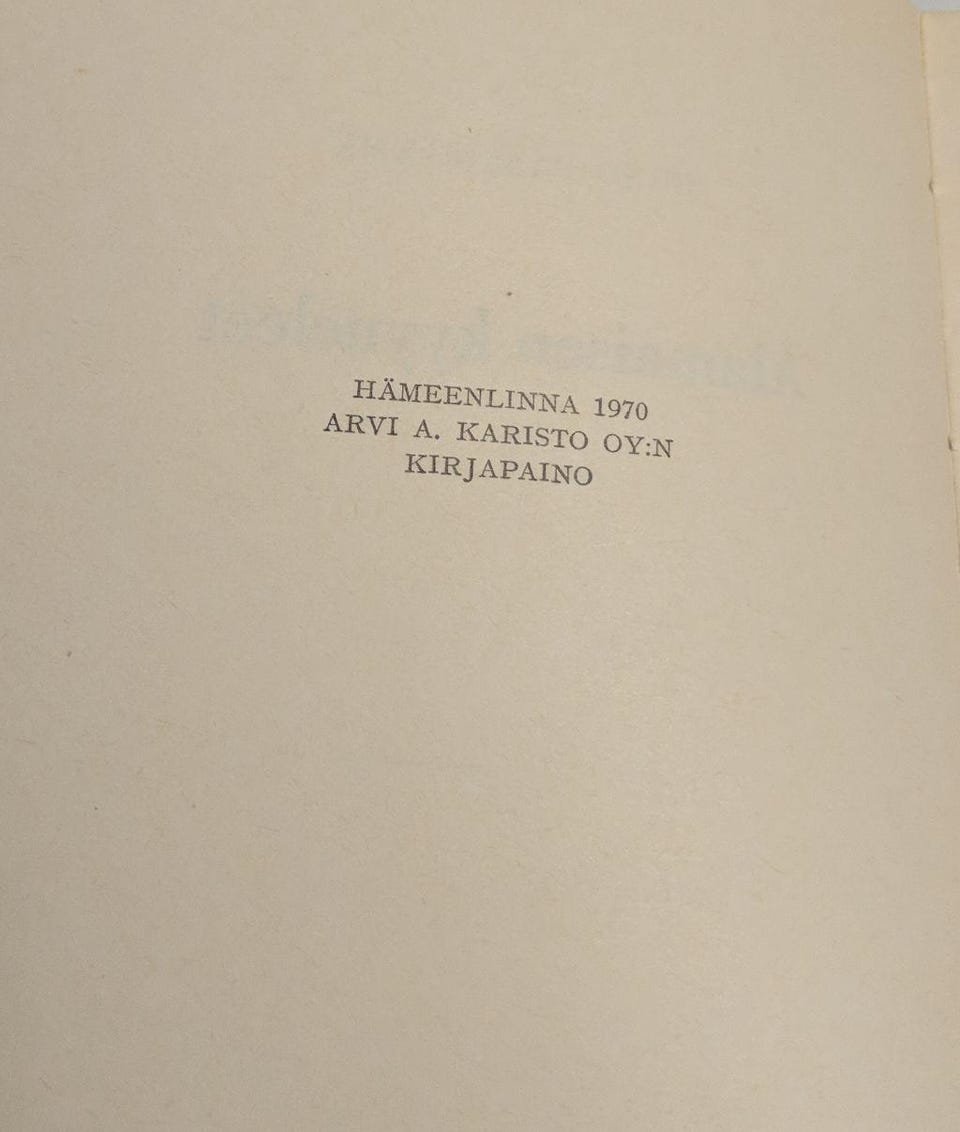 HÄMEENLINNA 1970
ARVI A. KARISTO OY:N
KIRJAPAINO